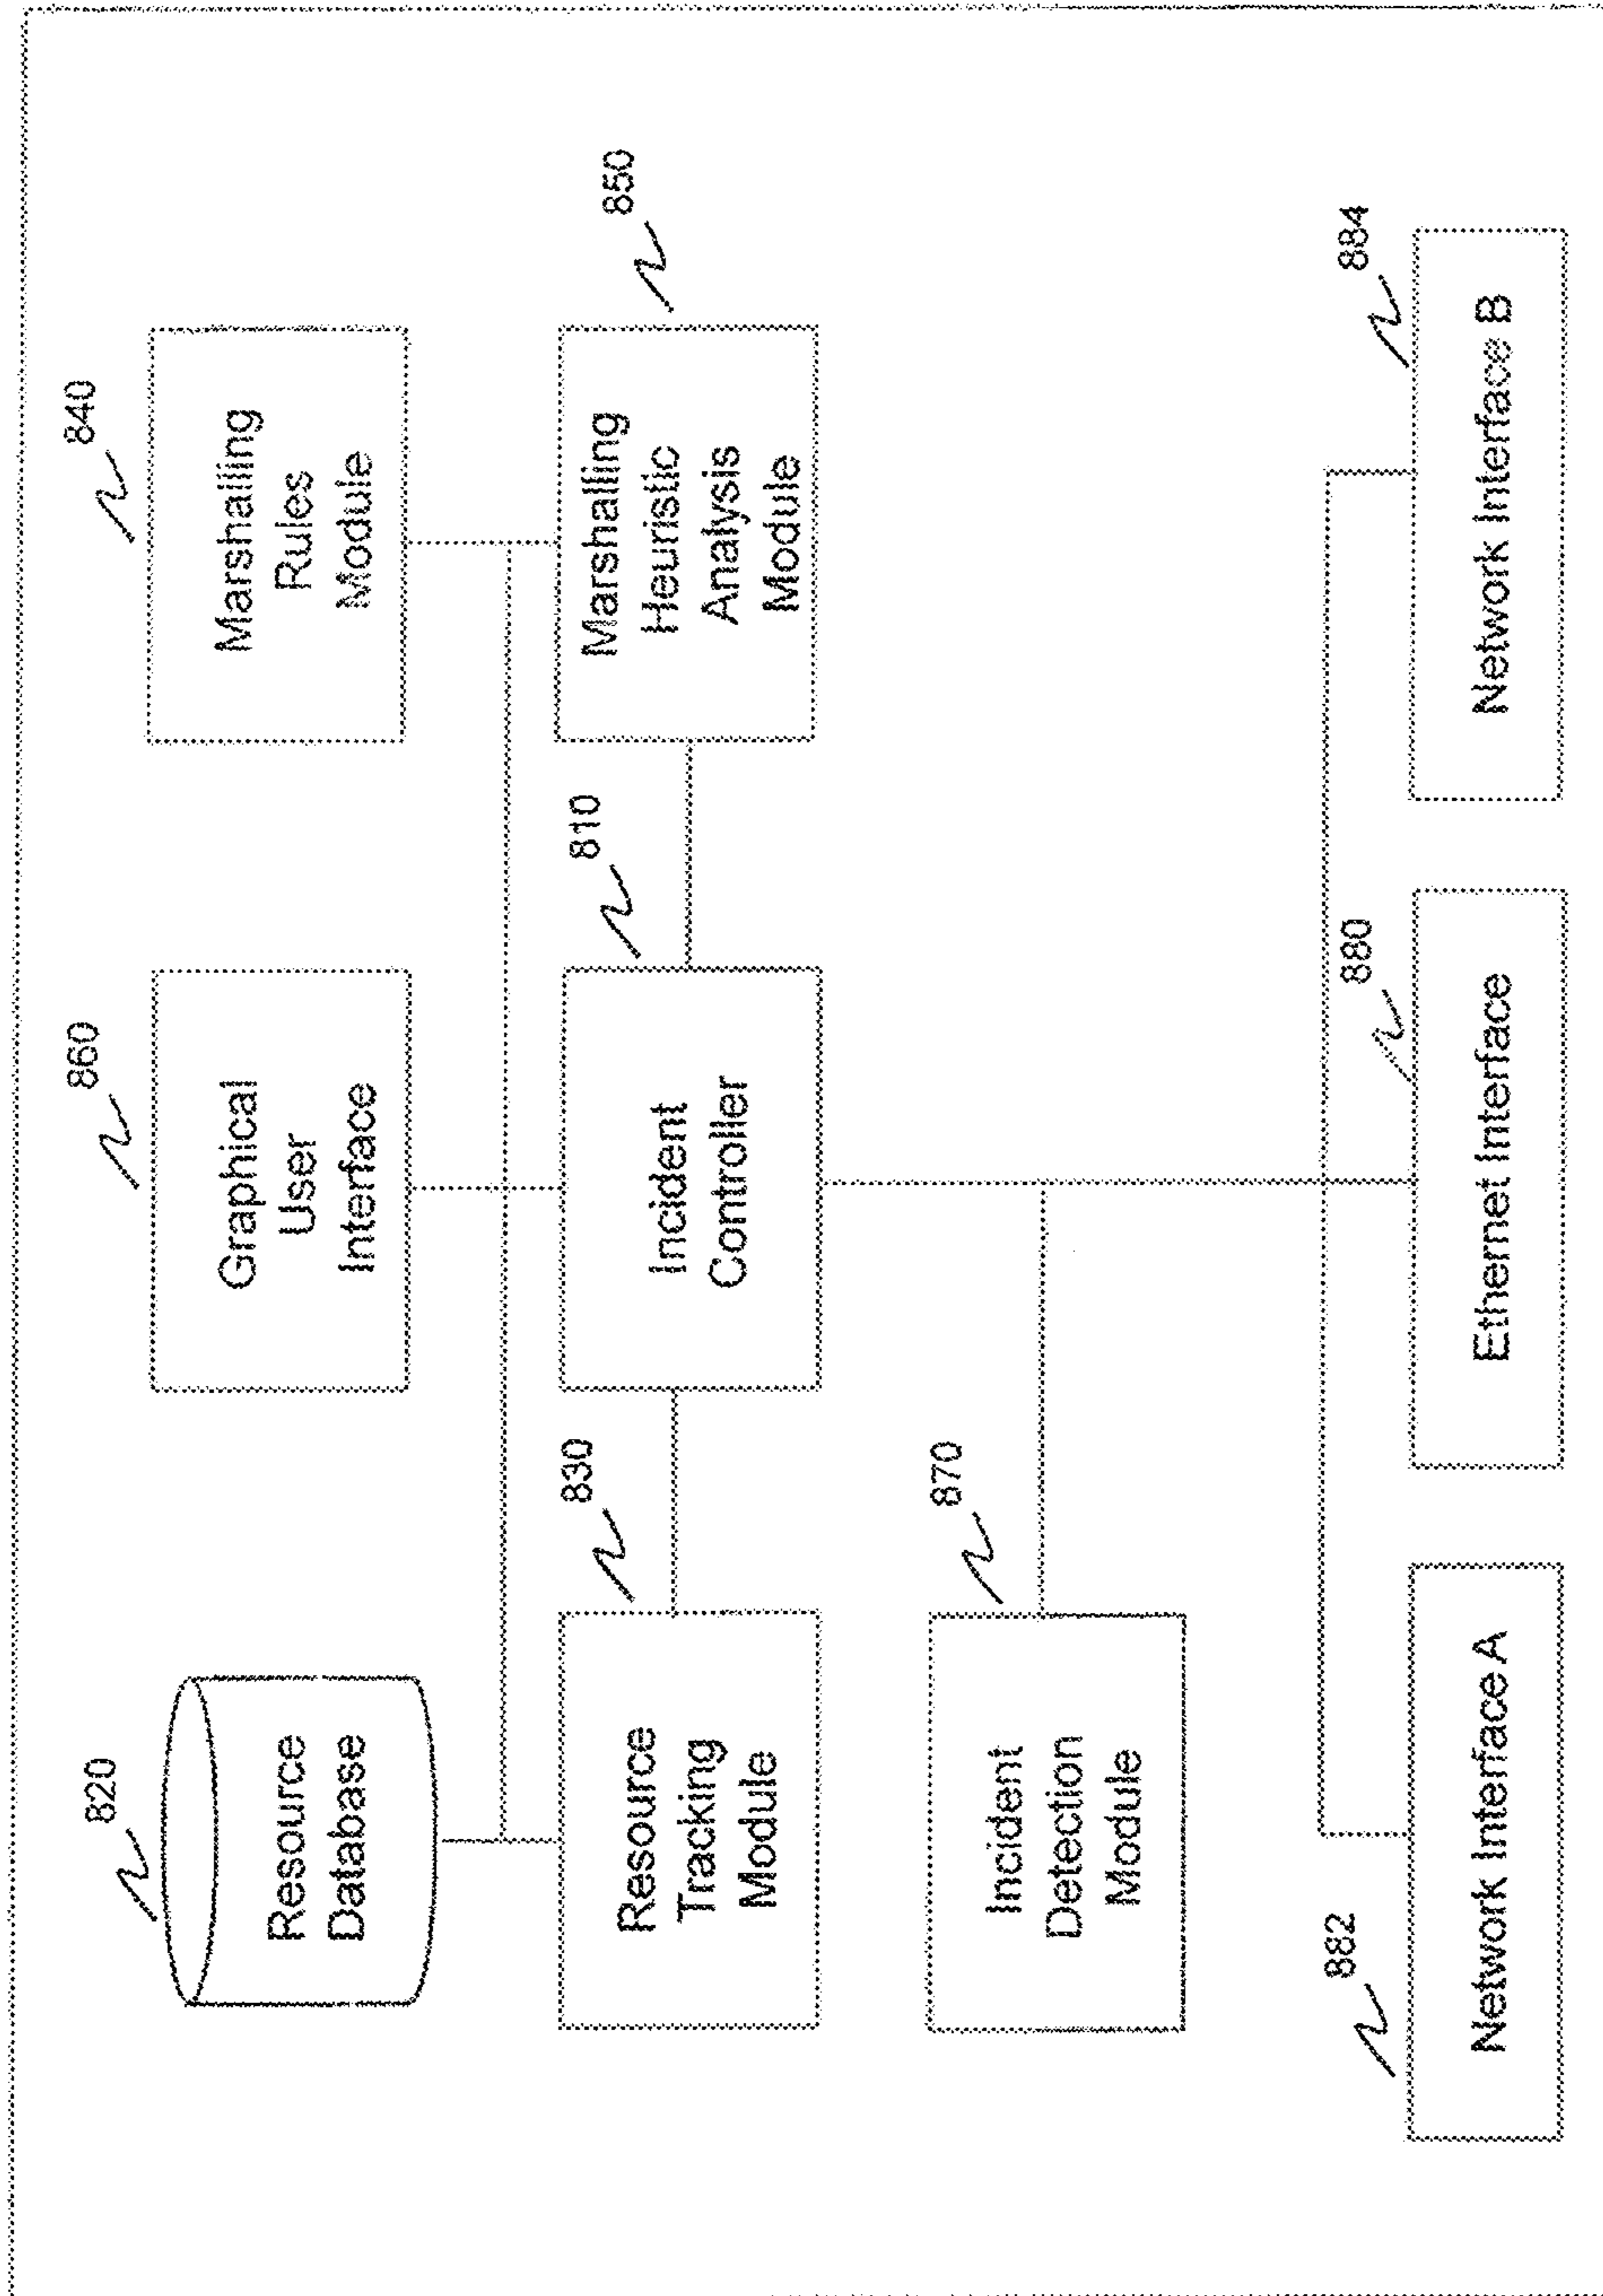 820
Resource
Database
860
Graphical
User
Interface
840
Marshalling
Rules
Module
830
Resource
Tracking
Module
810
Incident
Controller
850
Marshalling
Heuristic
Analysis
Module
870
Incident
Detection
Module
882
Network Interface A
880
Ethernet Interface
884
Network Interface B